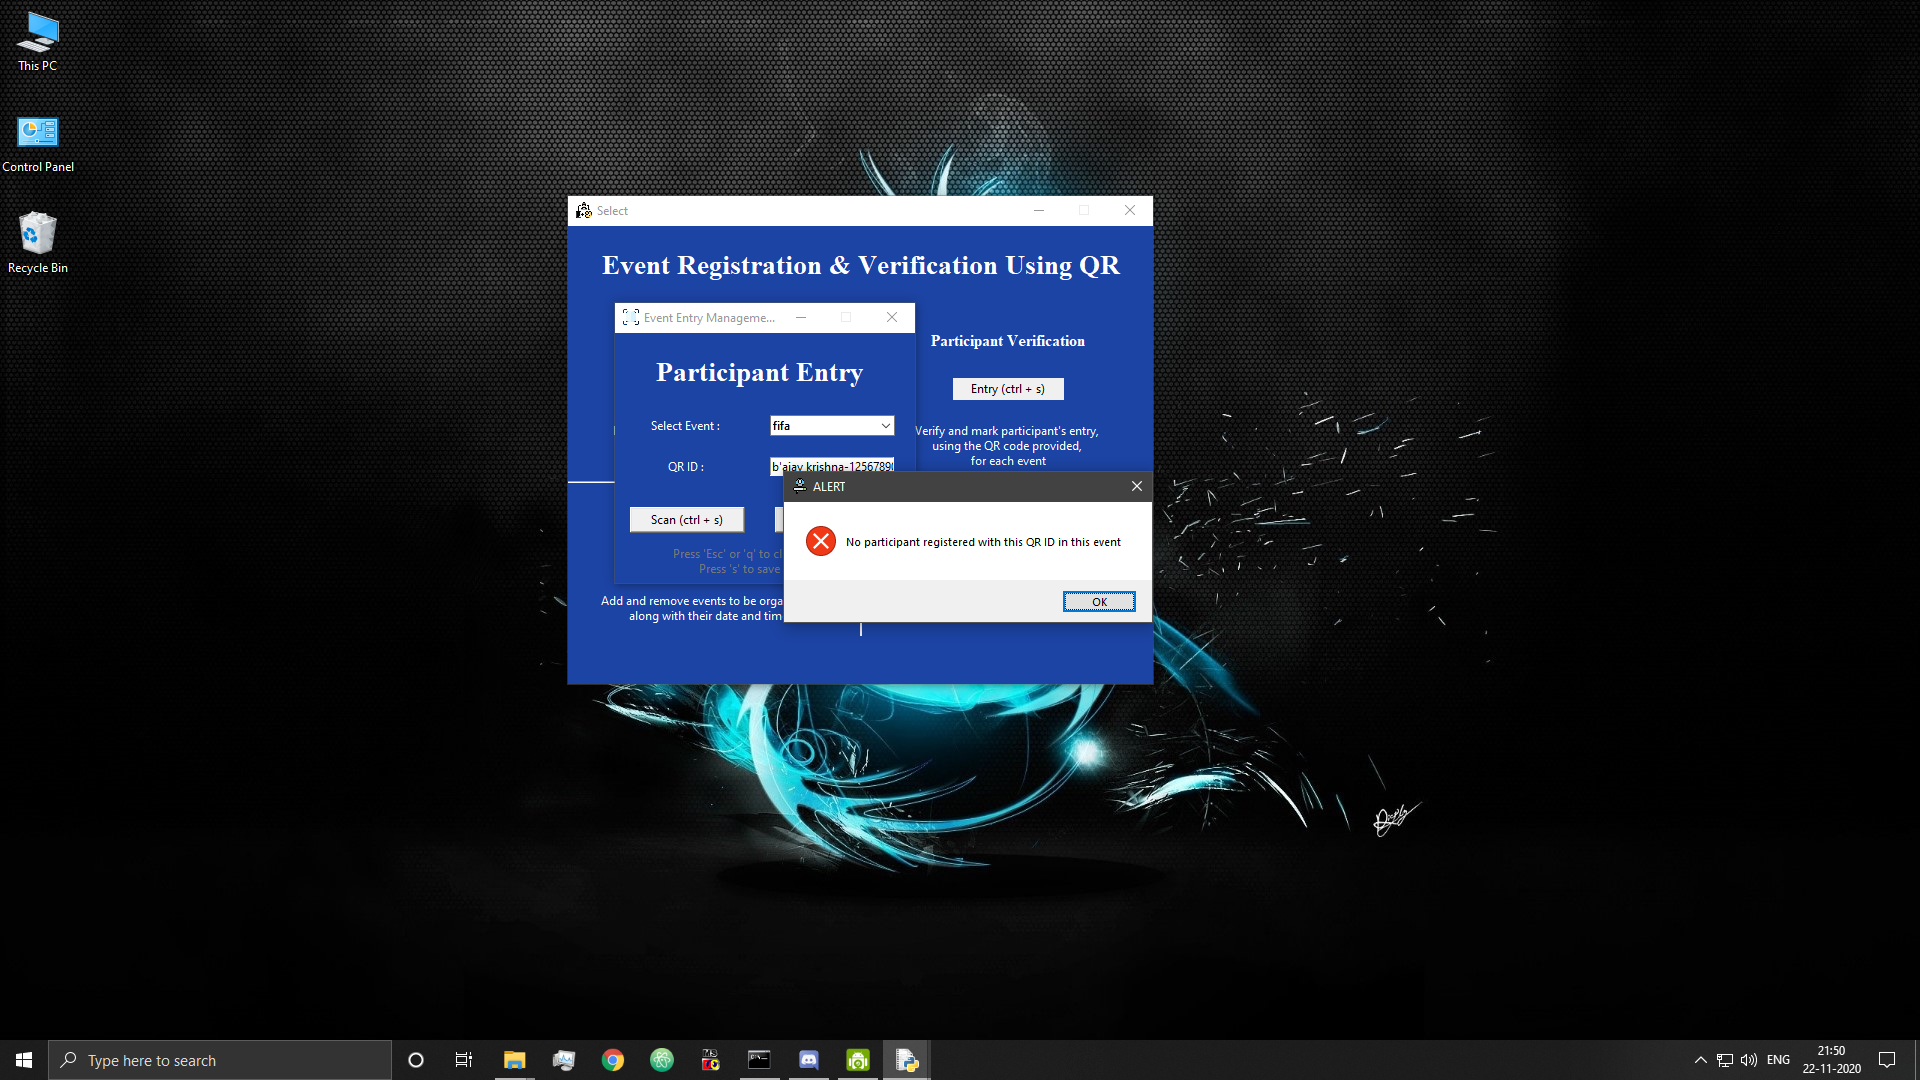 This PC
Control Panel
Recycle Bin
Select
Event Registration & Verification Using QR
Event Entry Manageme...
Participant Entry
Select Event :
fifa
QR ID :
b'ajay krishna-12567890
Scan (ctrl + s)
Press 'Esc' or 'q' to
Press 's' to save
Participant Verification
Entry (ctrl + s)
Verify and mark participant's entry,
using the QR code provided,
for each event
ALERT
No participant registered with this QR ID in this event
OK
Add and remove events to be
along with their date and
Type here to search
ENG
21:50
22-11-2020